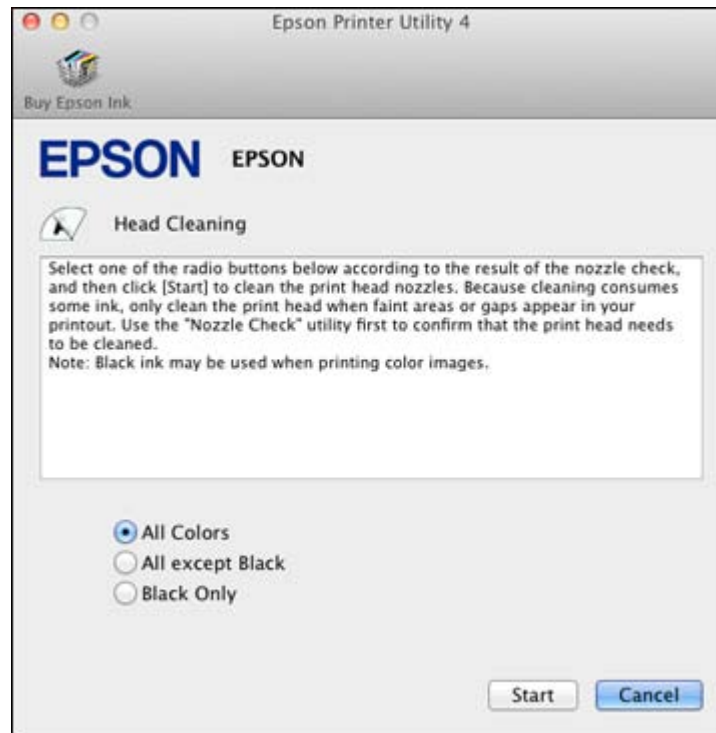 Epson Printer Utility 4
Buy Epson Ink
EPSON EPSON
Head Cleaning
Select one of the radio buttons below according to the result of the nozzle check,
and then click [Start] to clean the print head nozzles. Because cleaning consumes
some ink, only clean the print head when faint areas or gaps appear in your
printout. Use the "Nozzle Check" utility first to confirm that the print head needs
to be cleaned.
Note: Black ink may be used when printing color images.
All Colors
All except Black
Black Only
Start Cancel